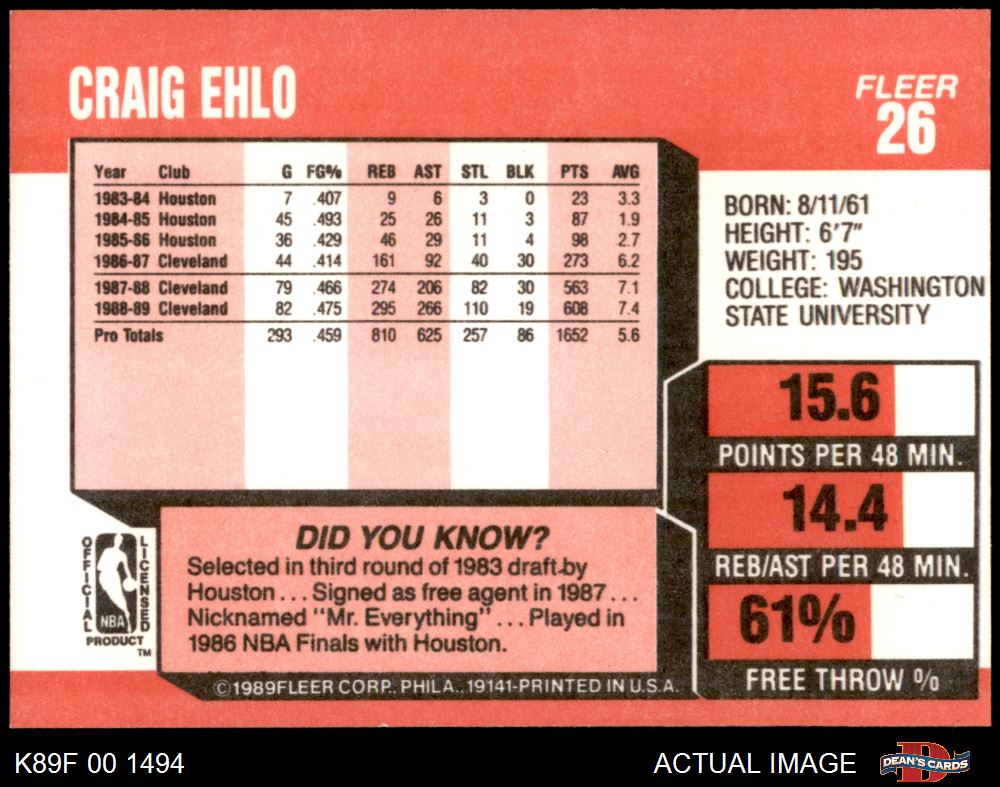 CRAIG EHLO
FLEER
26
Year Club G FG% REB AST STL BLK PTS AVG
1983-84 Houston 7 .407 9 6 3 0 23 3.3
1984-85 Houston 45 .493 25 26 11 3 87 1.9
1985-86 Houston 36 .429 46 29 11 4 98 2.7
1986-87 Cleveland 44 .414 161 92 40 30 273 6.2
1987-88 Cleveland 79 .466 274 206 82 30 563 7.1
1988-89 Cleveland 82 .475 295 266 110 19 608 7.4
Pro Totals 293 .459 810 625 257 86 1652 5.6
BORN: 8/11/61
HEIGHT: 6'7"
WEIGHT: 195
COLLEGE: WASHINGTON
STATE UNIVERSITY
15.6
POINTS PER 48 MIN.
14.4
REB/AST PER 48 MIN.
61%
FREE THROW %
DID YOU KNOW?
Selected in third round of 1983 draft by
Houston... Signed as free agent in 1987...
Nicknamed "Mr. Everything" ... Played in
1986 NBA Finals with Houston.
OFFICIAL
LICENSED
NBA
PRODUCT
TM
©1989 FLEER CORP. PHILA., 19141-PRINTED IN U.S.A.
K89F 00 1494
ACTUAL IMAGE
D
DEAN'S CARDS